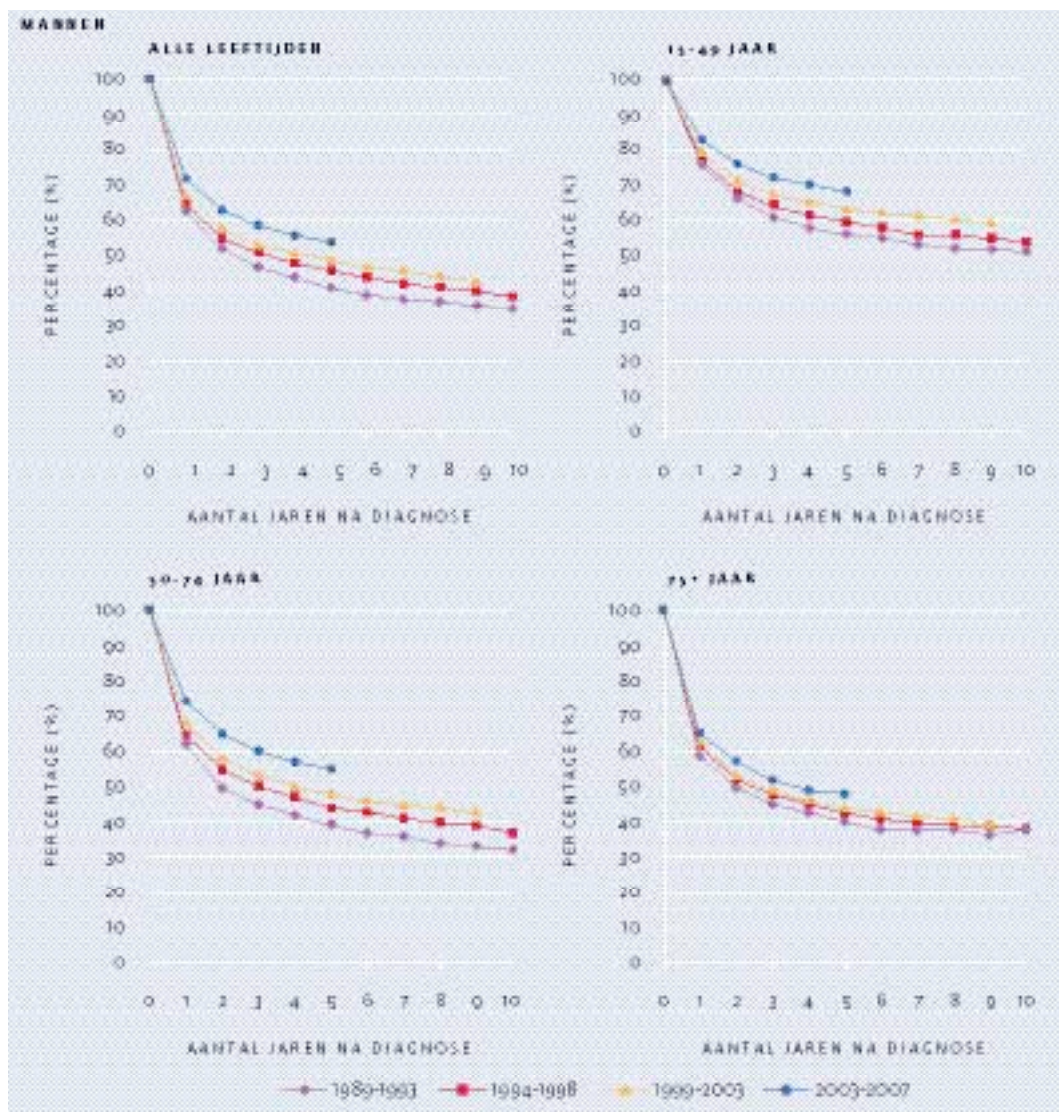 MANNEN
ALLE LEEFTIJDEN
15-49 JAAR
100
90
80
70
60
50
40
30
20
10
0
PERCENTAGE (%)
0 1 2 3 4 5 6 7 8 9 10
AANTAL JAREN NA DIAGNOSE
100
90
80
70
60
50
40
30
20
10
0
PERCENTAGE (%)
0 1 2 3 4 5 6 7 8 9 10
AANTAL JAREN NA DIAGNOSE
50-74 JAAR
75+ JAAR
100
90
80
70
60
50
40
30
20
10
0
PERCENTAGE (%)
0 1 2 3 4 5 6 7 8 9 10
AANTAL JAREN NA DIAGNOSE
100
90
80
70
60
50
40
30
20
10
0
PERCENTAGE (%)
0 1 2 3 4 5 6 7 8 9 10
AANTAL JAREN NA DIAGNOSE
1989-1993 1994-1998 1999-2003 2003-2007